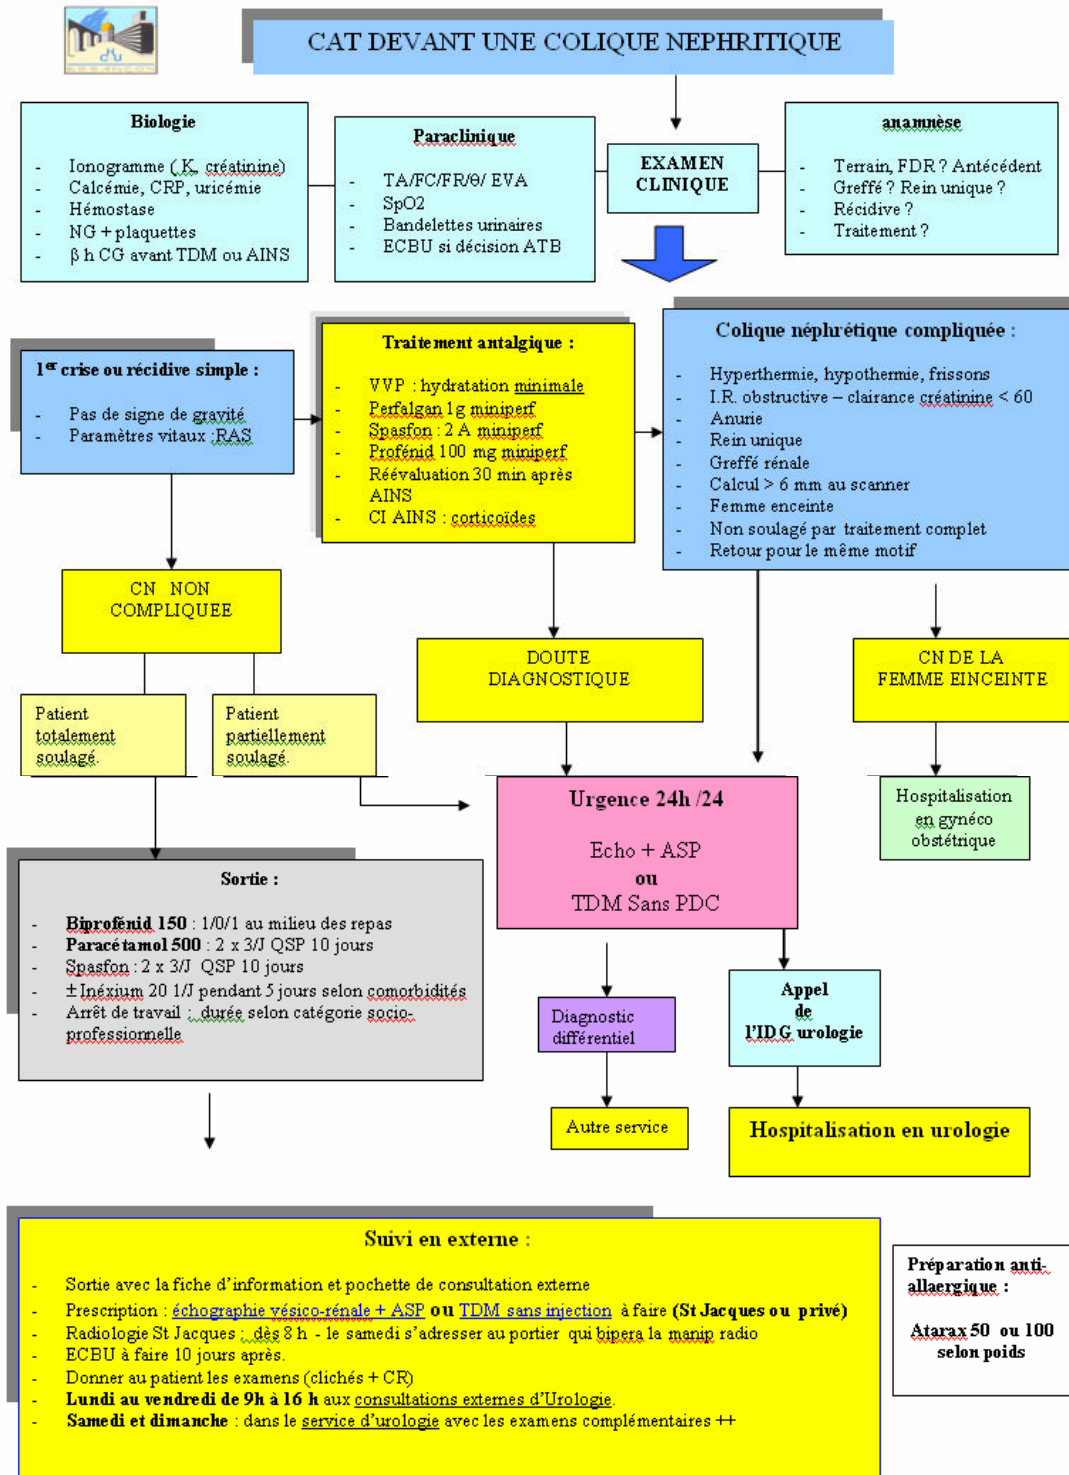 CAT DEVANT UNE COLIQUE NEPHRITIQUE
Biologie
- Ionogramme ( K, créatinine)
- Calcémie, CRP, uricémie
- Hémostase
- NG + plaquettes
- β h CG avant TDM ou AINS
Paraclinique
- TA/FC/FR/θ/ EVA
- SpO2
- Bandelettes urinaires
- ECBU si décision ATB
EXAMEN
CLINIQUE
anamnèse
- Terrain, FDR ? Antécédent
- Greffé ? Rein unique ?
- Récidive ?
- Traitement ?
1er crise ou récidive simple :
- Pas de signe de gravité
- Paramètres vitaux :RAS
Traitement antalgique :
- VVP : hydratation minimale
- Perfalgan 1g miniperf
- Spasfon : 2 A miniperf
- Profénid 100 mg miniperf
- Réévaluation 30 min après
AINS
- CI AINS : corticoïdes
Colique néphrétique compliquée :
- Hyperthermie, hypothermie, frissons
- I.R. obstructive – clairance créatinine < 60
- Anurie
- Rein unique
- Greffé rénale
- Calcul > 6 mm au scanner
- Femme enceinte
- Non soulagé par traitement complet
- Retour pour le même motif
CN NON
COMPLIQUEE
DOUTE
DIAGNOSTIQUE
CN DE LA
FEMME EINCEINTE
Patient
totalement
soulagé.
Patient
partiellement
soulagé.
Urgence 24h /24
Echo + ASP
ou
TDM Sans PDC
Hospitalisation
en gynéco
obstétrique
Sortie :
- Biprofénid 150 : 1/0/1 au milieu des repas
- Paracétamol 500 : 2 x 3/J QSP 10 jours
- Spasfon : 2 x 3/J QSP 10 jours
- ± Inéxium 20 1/J pendant 5 jours selon comorbidités
- Arrêt de travail : durée selon catégorie socio-
professionnelle
Diagnostic
différentiel
Appel
de
l'IDG urologie
Autre service
Hospitalisation en urologie
Suivi en externe :
- Sortie avec la fiche d'information et pochette de consultation externe
- Prescription : échographie vésico-rénale + ASP ou TDM sans injection à faire (St Jacques ou privé)
- Radiologie St Jacques : dès 8 h - le samedi s'adresser au portier qui bipera la manip radio
- ECBU à faire 10 jours après.
- Donner au patient les examens (clichés + CR)
- Lundi au vendredi de 9h à 16 h aux consultations externes d'Urologie.
- Samedi et dimanche : dans le service d'urologie avec les examens complémentaires ++
Préparation anti-
allaergique :
Atarax 50 ou 100
selon poids